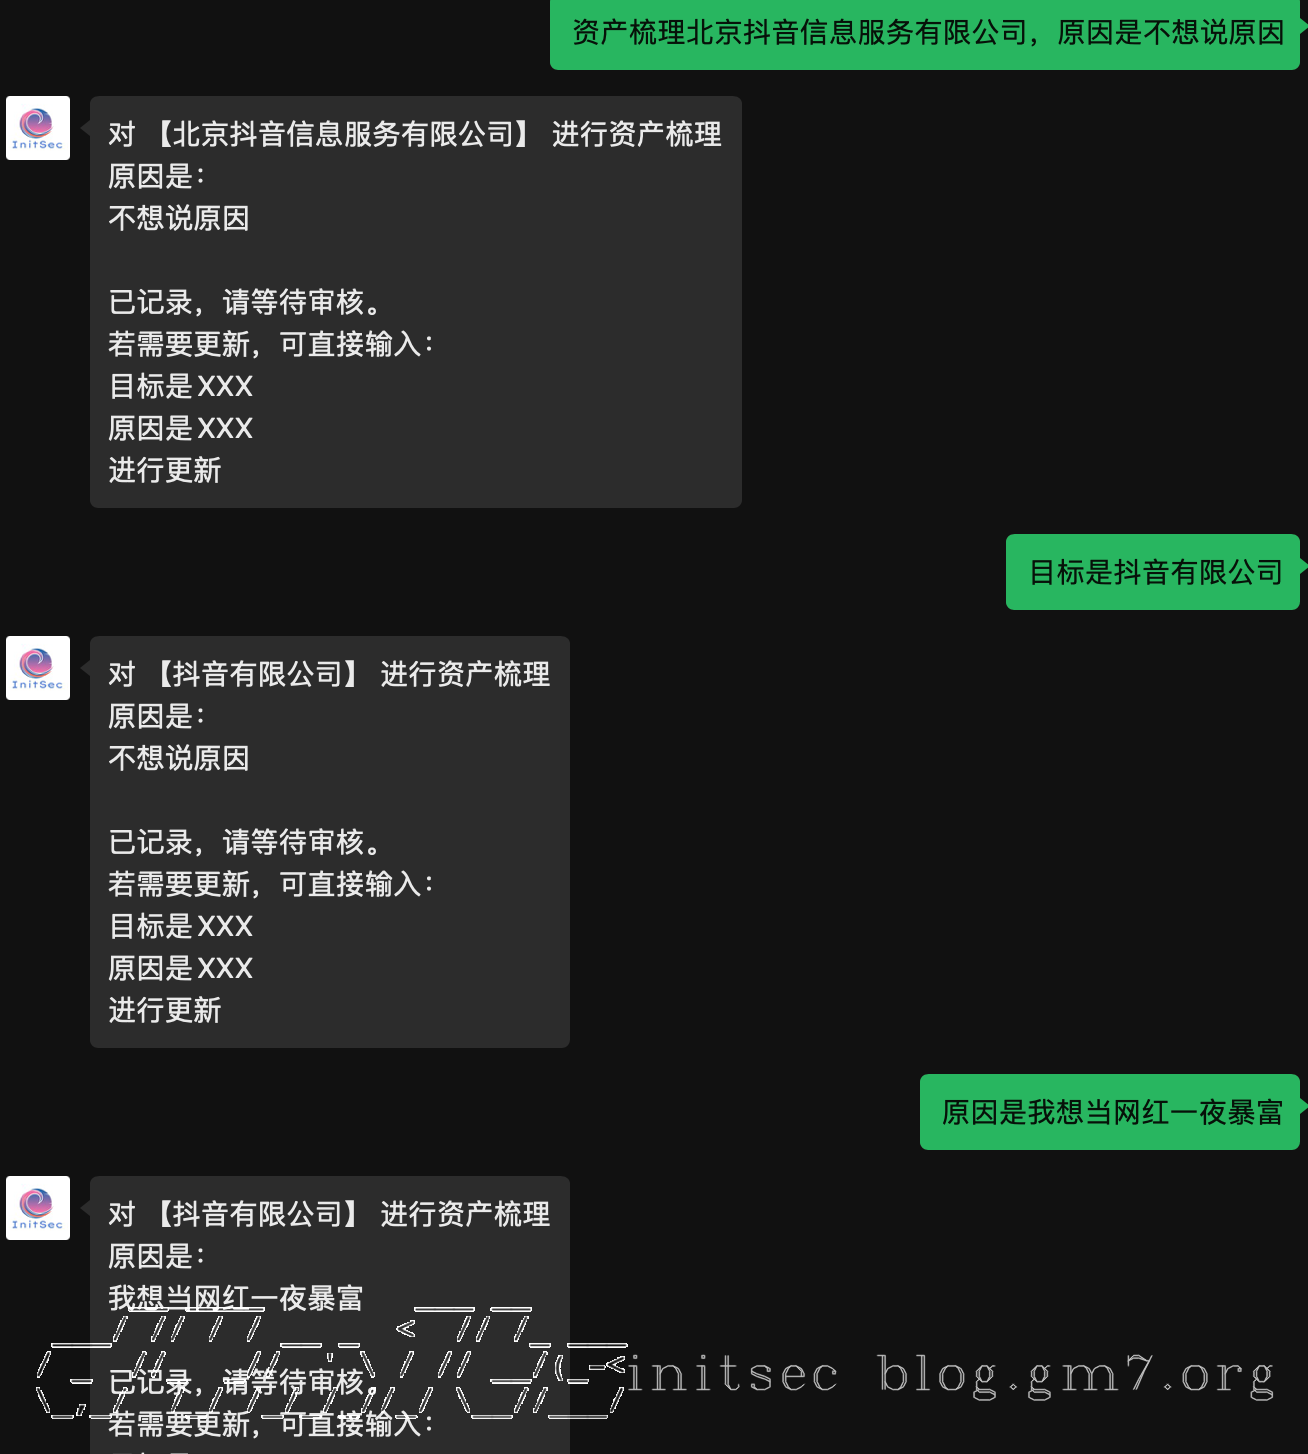 资产梳理北京抖音信息服务有限公司，原因是不想说原因
InitSec
对 【北京抖音信息服务有限公司】 进行资产梳理
原因是：
不想说原因
已记录，请等待审核。
若需要更新，可直接输入：
目标是XXX
原因是XXX
进行更新
目标是抖音有限公司
InitSec
对 【抖音有限公司】 进行资产梳理
原因是：
不想说原因
已记录，请等待审核。
若需要更新，可直接输入：
目标是XXX
原因是XXX
进行更新
原因是我想当网红一夜暴富
InitSec
对 【抖音有限公司】 进行资产梳理
原因是：
我想当网红一夜暴富
已记录，请等待审核。
若需要更新，可直接输入：
initsec blog.gm7.org